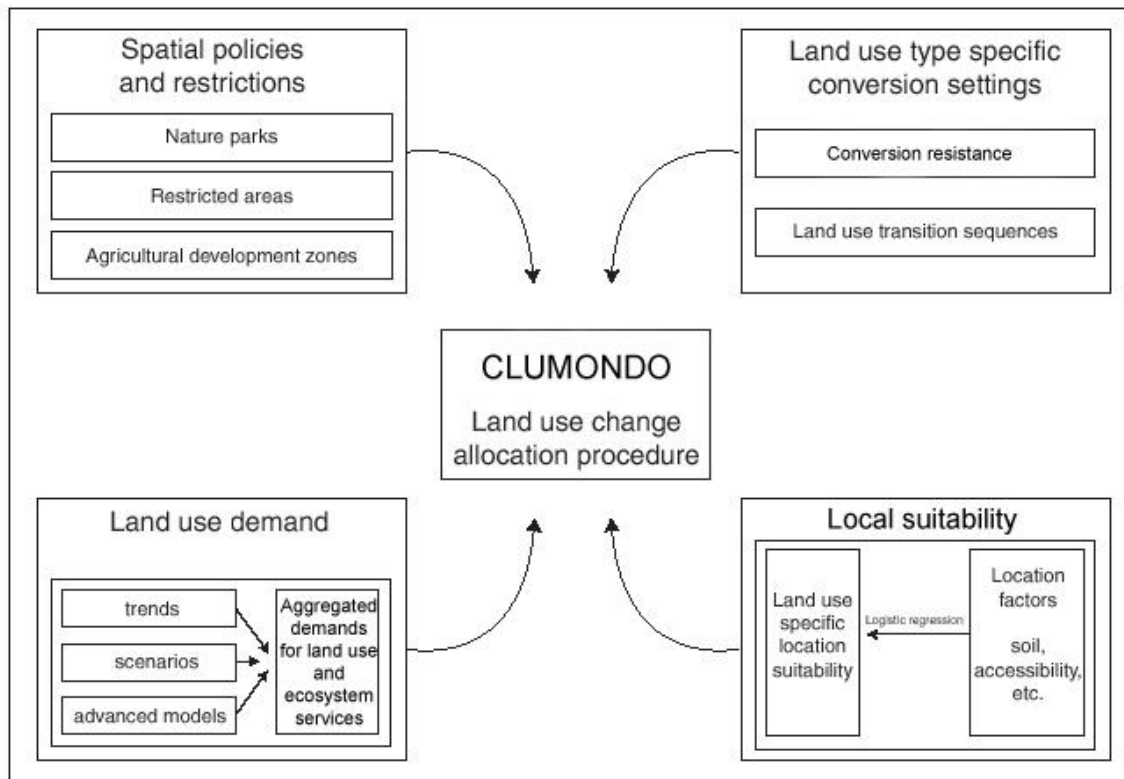 Spatial policies
and restrictions
Nature parks
Restricted areas
Agricultural development zones
Land use type specific
conversion settings
Conversion resistance
Land use transition sequences
CLUMONDO
Land use change
allocation procedure
Land use demand
trends
scenarios
advanced models
Aggregated
demands
for land use
and
ecosystem
services
Local suitability
Land use
specific
location
suitability
Logistic regression
Location
factors
soil,
accessibility,
etc.